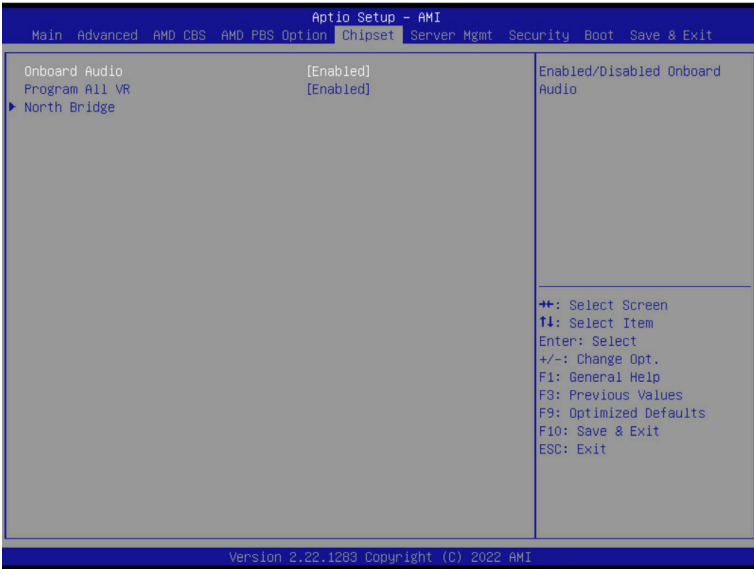 Aptio Setup – AMI
Main Advanced AMD CBS AMD PBS Option Chipset Server Mgmt Security Boot Save & Exit
Onboard Audio [Enabled]
Program All VR [Enabled]
North Bridge
Enabled/Disabled Onboard
Audio
→←: Select Screen
↑↓: Select Item
Enter: Select
+/-: Change Opt.
F1: General Help
F3: Previous Values
F9: Optimized Defaults
F10: Save & Exit
ESC: Exit
Version 2.22.1283 Copyright (C) 2022 AMI